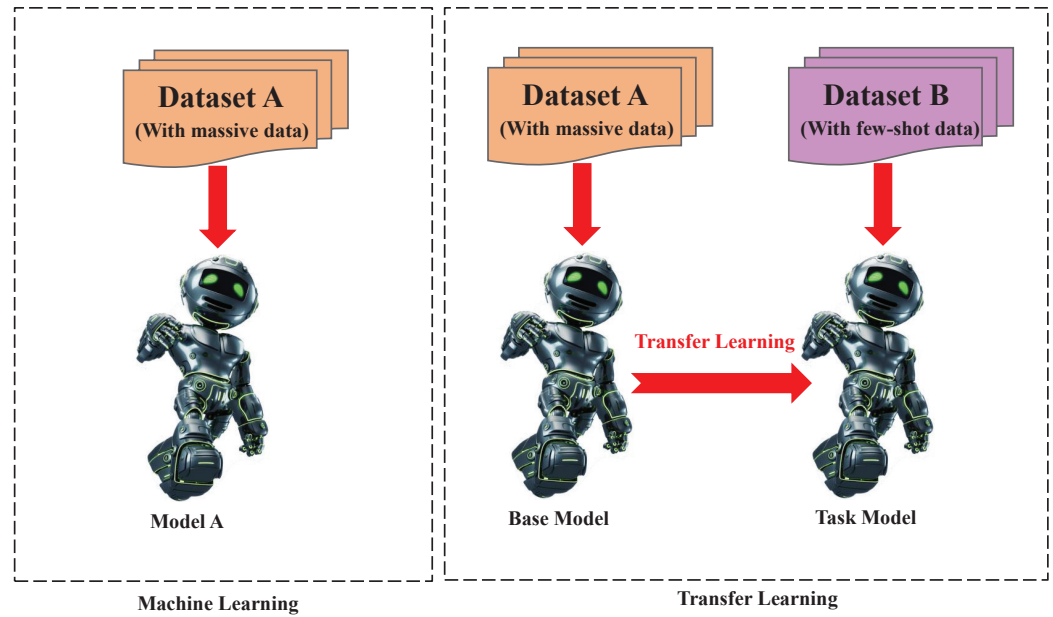 Dataset A
(With massive data)
Model A
Machine Learning
Dataset A
(With massive data)
Dataset B
(With few-shot data)
Transfer Learning
Base Model
Task Model
Transfer Learning